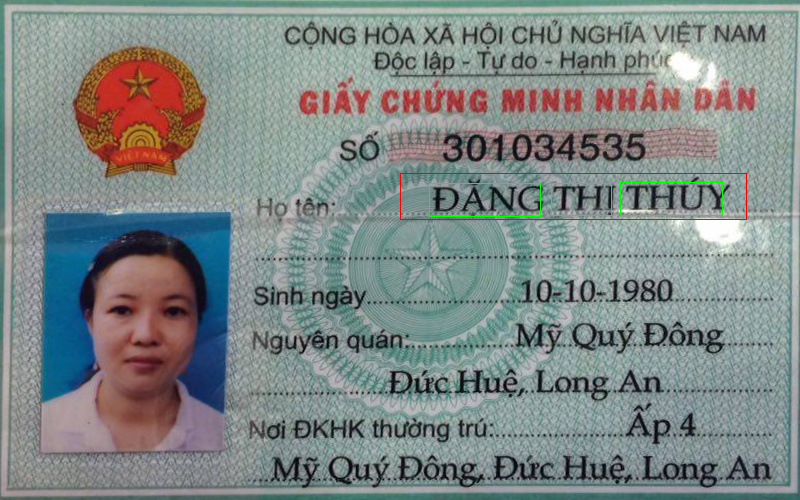 CỘNG HÒA XÃ HỘI CHỦ NGHĨA VIỆT NAM
Độc lập - Tự do - Hạnh phúc
GIẤY CHỨNG MINH NHÂN DÂN
SỐ 301034535
Họ tên: ĐẶNG THỊ THÚY
Sinh ngày 10-10-1980
Nguyên quán: Mỹ Quý Đông
Đức Huệ, Long An
Nơi ĐKHK thường trú: Ấp 4
Mỹ Quý Đông, Đức Huệ, Long An
VIỆT NAM